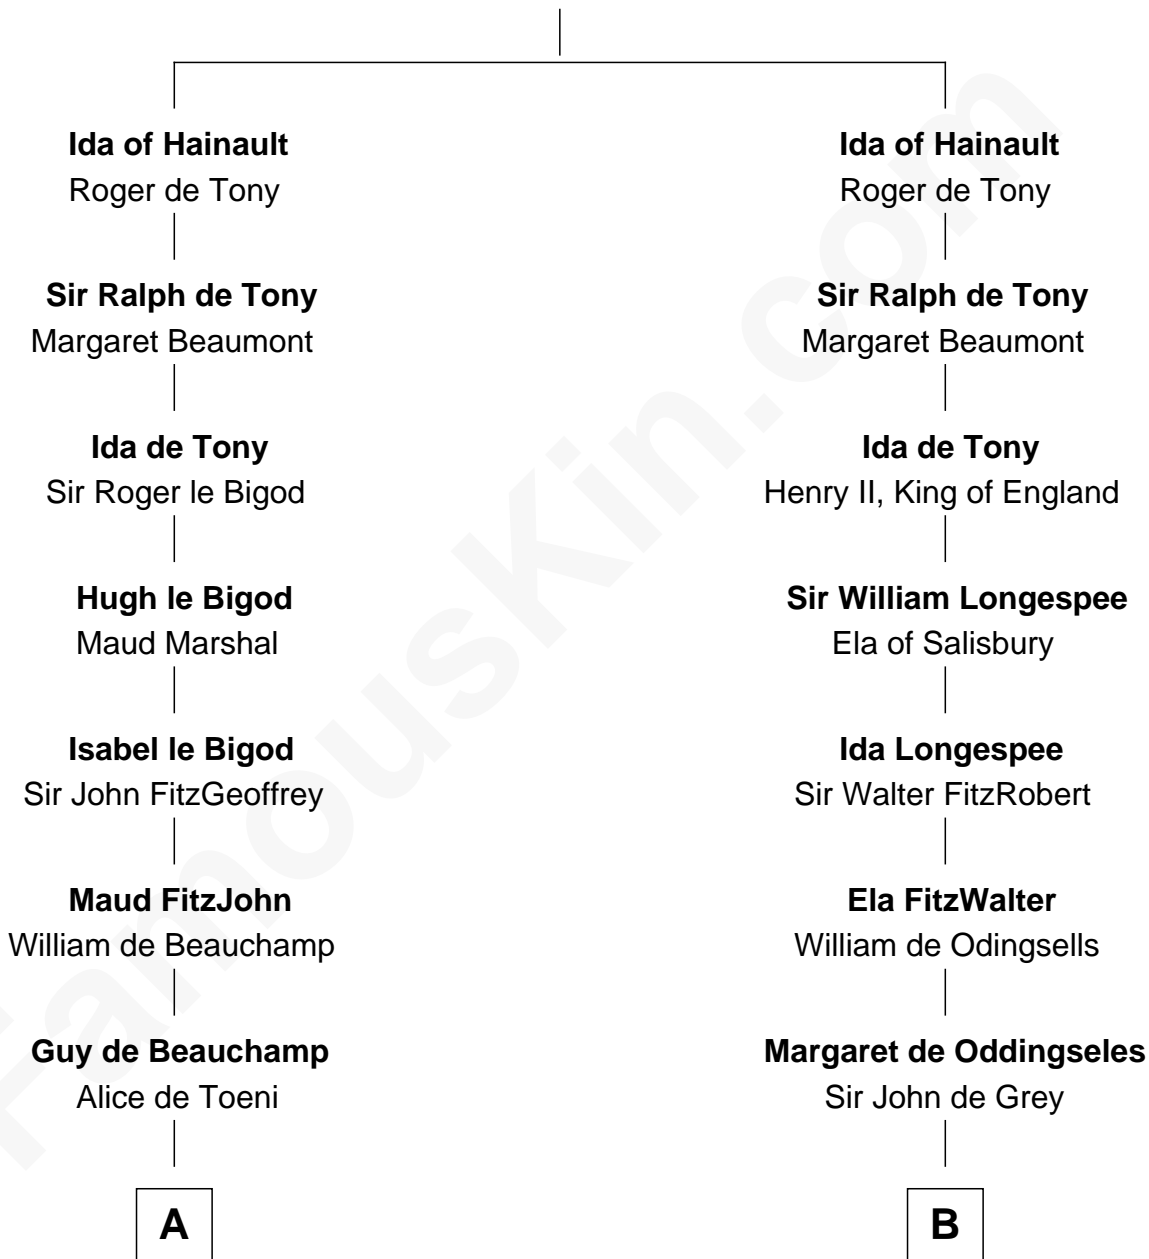 Ida of Hainault
Roger de Tony
Sir Ralph de Tony
Margaret Beaumont
Ida de Tony
Sir Roger le Bigod
Hugh le Bigod
Maud Marshal
Isabel le Bigod
Sir John FitzGeoffrey
Maud FitzJohn
William de Beauchamp
Guy de Beauchamp
Alice de Toeni
A
Ida of Hainault
Roger de Tony
Sir Ralph de Tony
Margaret Beaumont
Ida de Tony
Henry II, King of England
Sir William Longespee
Ela of Salisbury
Ida Longespee
Sir Walter FitzRobert
Ela FitzWalter
William de Odingsells
Margaret de Oddingseles
Sir John de Grey
B
FamousKin.com